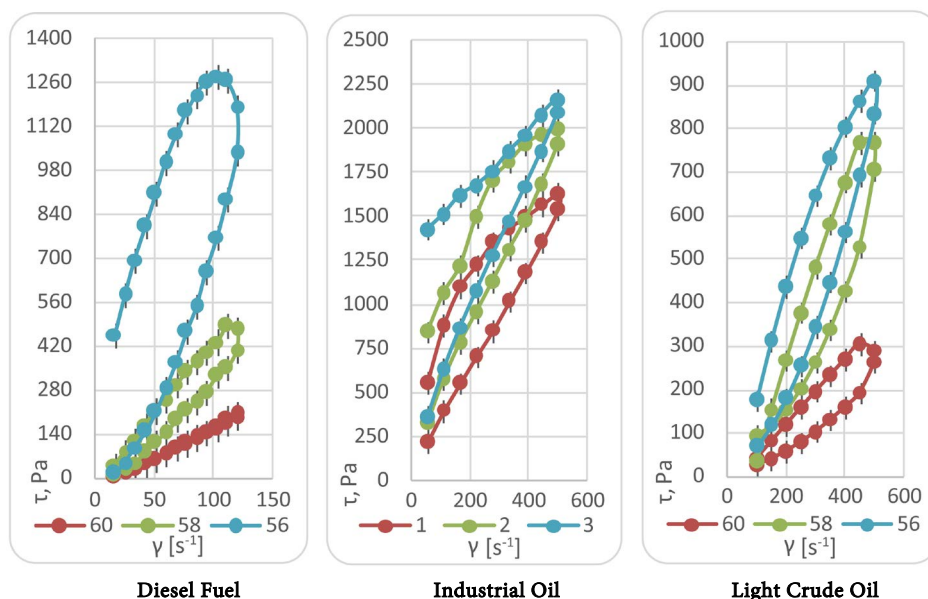 1400
1260
1120
980
840
700
560
420
280
140
0
τ, Pa
0 50 100 150
60 58 56
γ [s⁻¹]
Diesel Fuel
2500
2250
2000
1750
1500
1250
1000
750
500
250
0
τ, Pa
0 200 400 600
1 2 3
γ [s⁻¹]
Industrial Oil
1000
900
800
700
600
500
400
300
200
100
0
τ, Pa
0 200 400 600
60 58 56
γ [s⁻¹]
Light Crude Oil